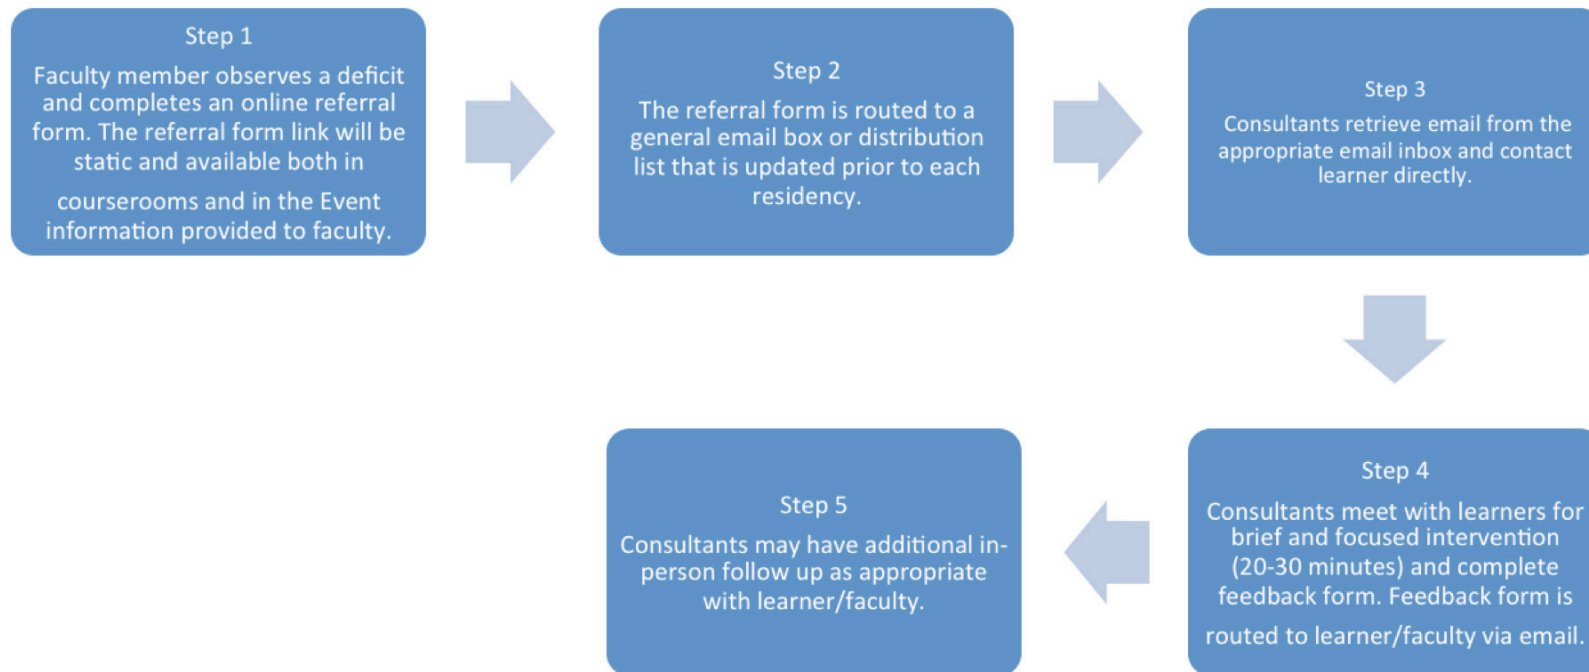 Step 1
Faculty member observes a deficit
and completes an online referral
form. The referral form link will be
static and available both in
courserooms and in the Event
information provided to faculty.
Step 2
The referral form is routed to a
general email box or distribution
list that is updated prior to each
residency.
Step 3
Consultants retrieve email from the
appropriate email inbox and contact
learner directly.
Step 4
Consultants meet with learners for
brief and focused intervention
(20-30 minutes) and complete
feedback form. Feedback form is
routed to learner/faculty via email.
Step 5
Consultants may have additional in-
person follow up as appropriate
with learner/faculty.